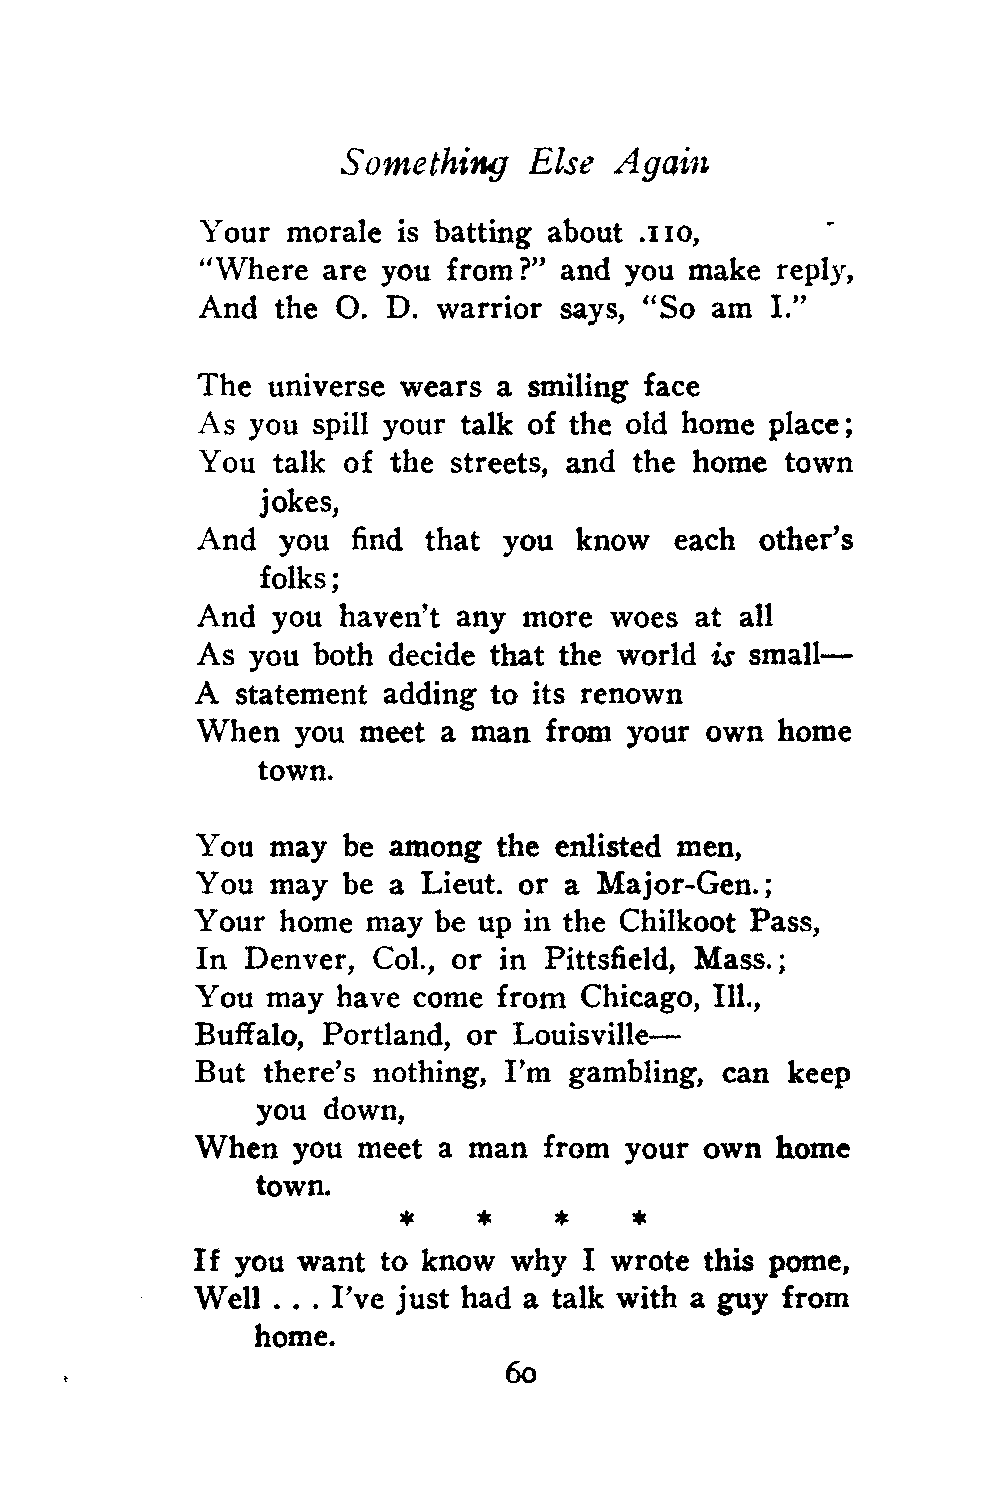 Something Else Again
Your morale is batting about .110,
“Where are you from?” and you make reply,
And the O. D. warrior says, “So am I.”
The universe wears a smiling face
As you spill your talk of the old home place;
You talk of the streets, and the home town
jokes,
And you find that you know each other’s
folks;
And you haven’t any more woes at all
As you both decide that the world is small—
A statement adding to its renown
When you meet a man from your own home
town.
You may be among the enlisted men,
You may be a Lieut. or a Major-Gen.;
Your home may be up in the Chilkoot Pass,
In Denver, Col., or in Pittsfield, Mass.;
You may have come from Chicago, Ill.,
Buffalo, Portland, or Louisville—
But there’s nothing, I’m gambling, can keep
you down,
When you meet a man from your own home
town.
* * * *
If you want to know why I wrote this pome,
Well . . . I’ve just had a talk with a guy from
home.
60